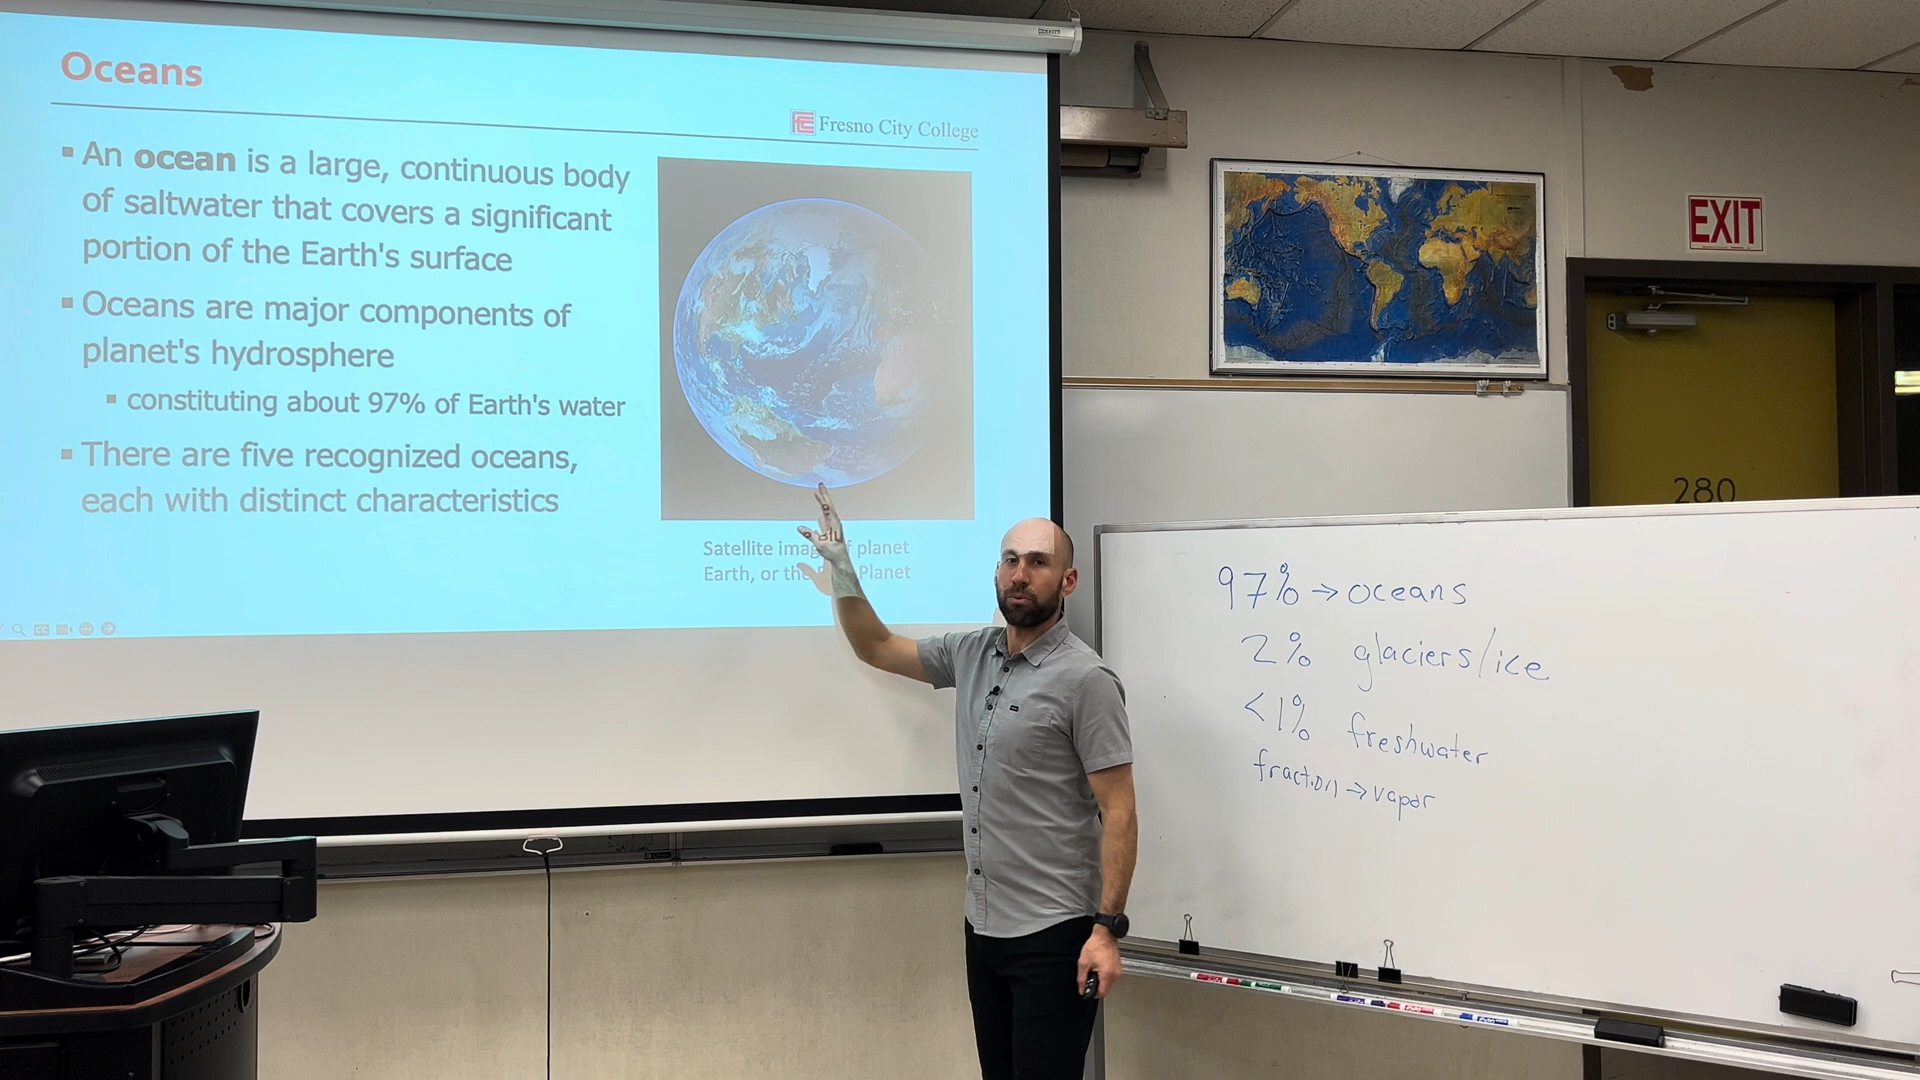 Oceans
Fresno City College
▪ An ocean is a large, continuous body
of saltwater that covers a significant
portion of the Earth's surface
▪ Oceans are major components of
planet's hydrosphere
▪ constituting about 97% of Earth's water
▪ There are five recognized oceans,
each with distinct characteristics
Satellite planet
Earth, or the Planet
EXIT
280
97% → oceans
2% glaciers/ice
<1% freshwater
fraction → vapor